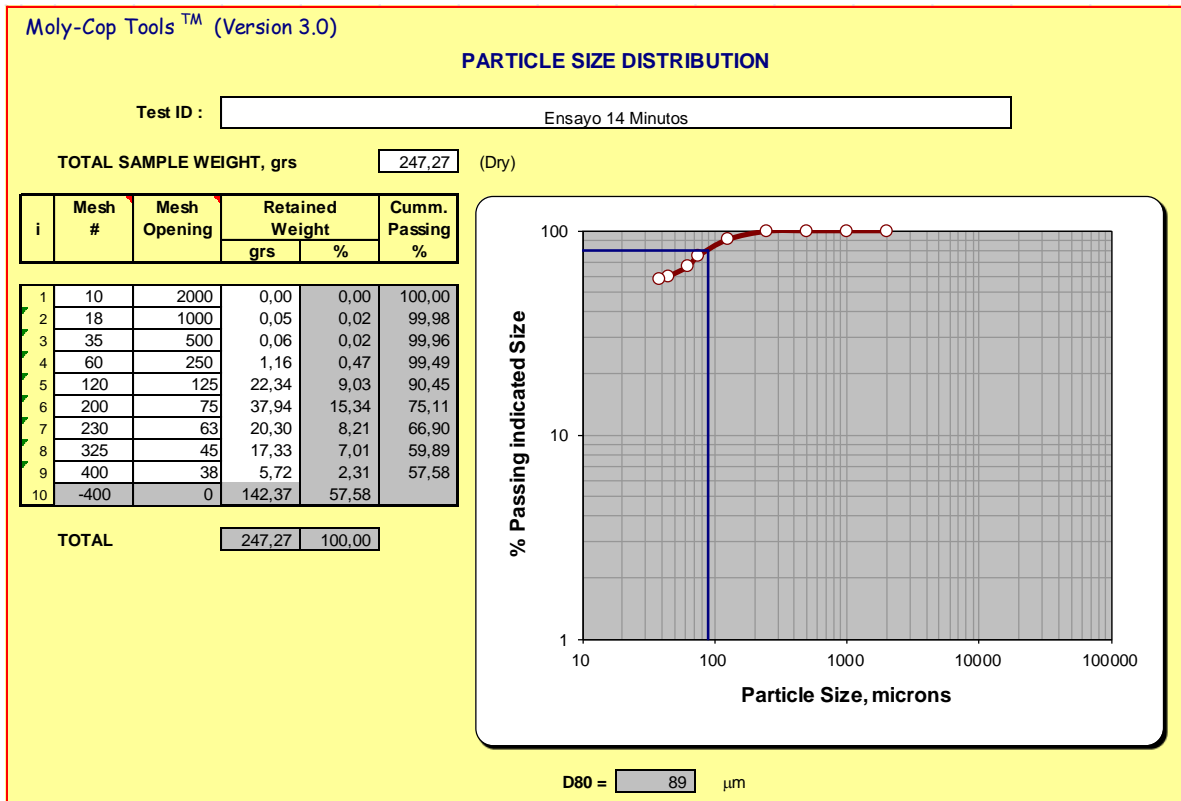 Moly-Cop Tools TM (Version 3.0)
PARTICLE SIZE DISTRIBUTION
Test ID : Ensayo 14 Minutos
TOTAL SAMPLE WEIGHT, grs 247,27 (Dry)
i Mesh # Mesh Opening Retained Weight Cumm. Passing %
grs %
1 10 2000 0,00 0,00 100,00
2 18 1000 0,05 0,02 99,98
3 35 500 0,06 0,02 99,96
4 60 250 1,16 0,47 99,49
5 120 125 22,34 9,03 90,45
6 200 75 37,94 15,34 75,11
7 230 63 20,30 8,21 66,90
8 325 45 17,33 7,01 59,89
9 400 38 5,72 2,31 57,58
10 -400 0 142,37 57,58
TOTAL 247,27 100,00
% Passing indicated Size
100
10
1
10 100 1000 10000 100000
Particle Size, microns
D80 = 89 μm